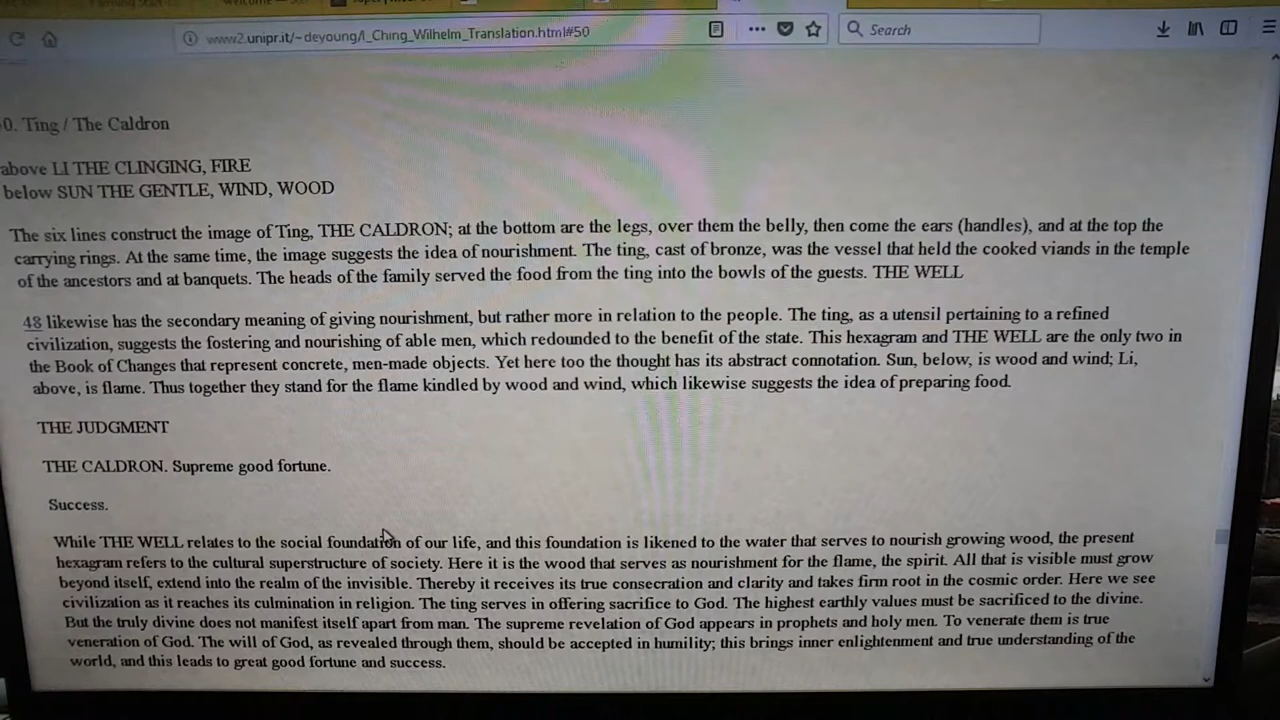 www2.unipr.it/~deyoung/I_Ching_Wilhelm_Translation.html#50
Search
0. Ting / The Caldron
above LI THE CLINGING, FIRE
below SUN THE GENTLE, WIND, WOOD
The six lines construct the image of Ting, THE CALDRON; at the bottom are the legs, over them the belly, then come the ears (handles), and at the top the
carrying rings. At the same time, the image suggests the idea of nourishment. The ting, cast of bronze, was the vessel that held the cooked viands in the temple
of the ancestors and at banquets. The heads of the family served the food from the ting into the bowls of the guests. THE WELL
48 likewise has the secondary meaning of giving nourishment, but rather more in relation to the people. The ting, as a utensil pertaining to a refined
civilization, suggests the fostering and nourishing of able men, which redounded to the benefit of the state. This hexagram and THE WELL are the only two in
the Book of Changes that represent concrete, men-made objects. Yet here too the thought has its abstract connotation. Sun, below, is wood and wind; Li,
above, is flame. Thus together they stand for the flame kindled by wood and wind, which likewise suggests the idea of preparing food.
THE JUDGMENT
THE CALDRON. Supreme good fortune.
Success.
While THE WELL relates to the social foundation of our life, and this foundation is likened to the water that serves to nourish growing wood, the present
hexagram refers to the cultural superstructure of society. Here it is the wood that serves as nourishment for the flame, the spirit. All that is visible must grow
beyond itself, extend into the realm of the invisible. Thereby it receives its true consecration and clarity and takes firm root in the cosmic order. Here we see
civilization as it reaches its culmination in religion. The ting serves in offering sacrifice to God. The highest earthly values must be sacrificed to the divine.
But the truly divine does not manifest itself apart from man. The supreme revelation of God appears in prophets and holy men. To venerate them is true
veneration of God. The will of God, as revealed through them, should be accepted in humility; this brings inner enlightenment and true understanding of the
world, and this leads to great good fortune and success.